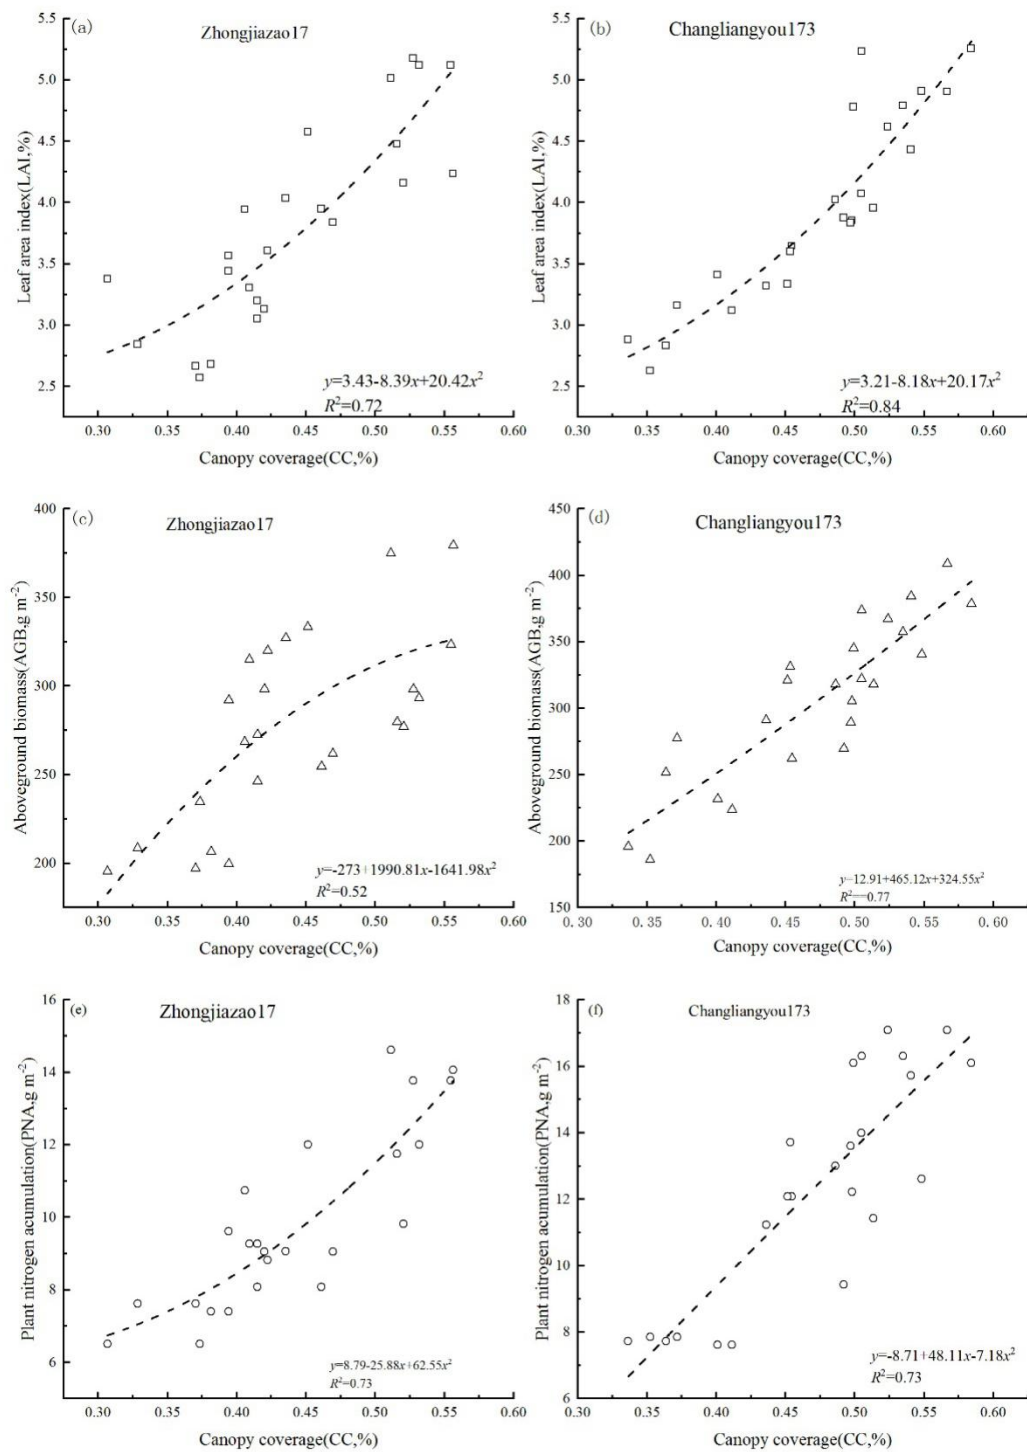 (a)
Zhongjiazao17
5.5
5.0
4.5
4.0
3.5
3.0
2.5
Leaf area index(LAI,%)
y=3.43-8.39x+20.42x²
R²=0.72
0.30 0.35 0.40 0.45 0.50 0.55 0.60
Canopy coverage(CC,%)
(b)
Changliangyou173
5.5
5.0
4.5
4.0
3.5
3.0
2.5
Leaf area index(LAI,%)
y=3.21-8.18x+20.17x²
R²=0.84
0.30 0.35 0.40 0.45 0.50 0.55 0.60
Canopy coverage(CC,%)
(c)
Zhongjiazao17
400
350
300
250
200
Aboveground biomass(AGB,g m⁻²)
y=-273+1990.81x-1641.98x²
R²=0.52
0.30 0.35 0.40 0.45 0.50 0.55 0.60
Canopy coverage(CC,%)
(d)
Changliangyou173
450
400
350
300
250
200
150
Aboveground biomass(AGB,g m⁻²)
y=12.91+465.12x+324.55x²
R²=0.77
0.30 0.35 0.40 0.45 0.50 0.55 0.60
Canopy coverage(CC,%)
(e)
Zhongjiazao17
16
14
12
10
8
6
Plant nitrogen acumulation(PNA,g m⁻²)
y=8.79-25.88x+62.55x²
R²=0.73
0.30 0.35 0.40 0.45 0.50 0.55 0.60
Canopy coverage(CC,%)
(f)
Changliangyou173
18
16
14
12
10
8
6
Plant nitrogen acumulation(PNA,g m⁻²)
y=-8.71+48.11x-7.18x²
R²=0.73
0.30 0.35 0.40 0.45 0.50 0.55 0.60
Canopy coverage(CC,%)